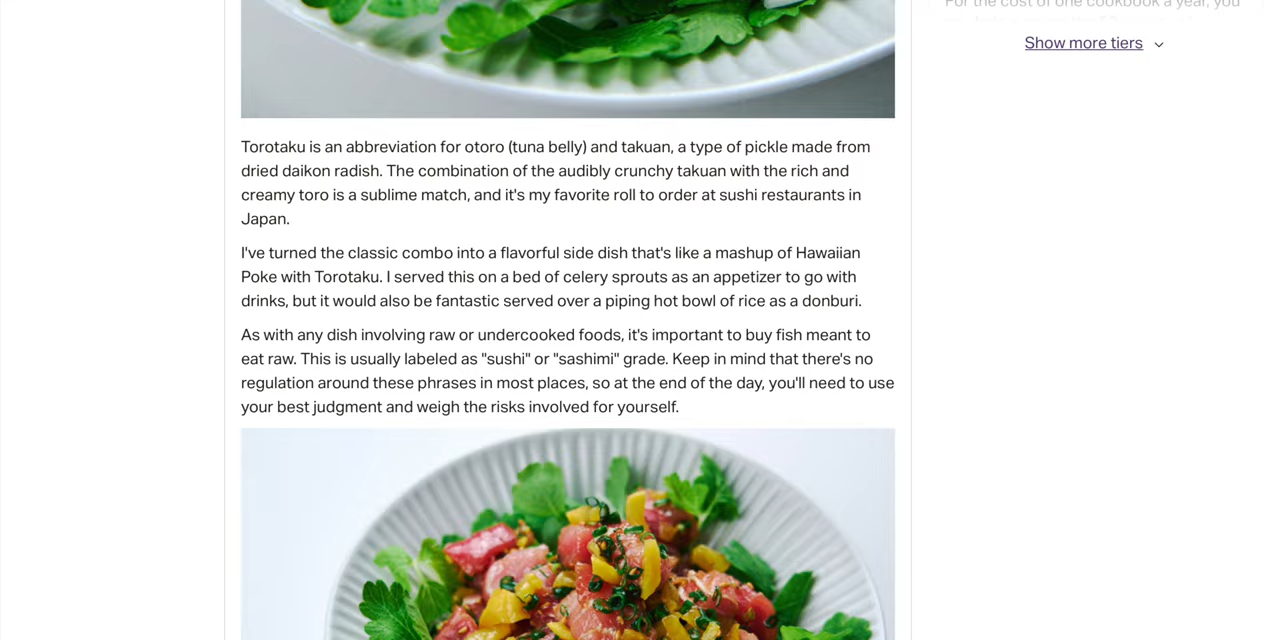 For the cost of one cookbook a year, you
Show more tiers
Torotaku is an abbreviation for otoro (tuna belly) and takuan, a type of pickle made from
dried daikon radish. The combination of the audibly crunchy takuan with the rich and
creamy toro is a sublime match, and it's my favorite roll to order at sushi restaurants in
Japan.
I've turned the classic combo into a flavorful side dish that's like a mashup of Hawaiian
Poke with Torotaku. I served this on a bed of celery sprouts as an appetizer to go with
drinks, but it would also be fantastic served over a piping hot bowl of rice as a donburi.
As with any dish involving raw or undercooked foods, it's important to buy fish meant to
eat raw. This is usually labeled as "sushi" or "sashimi" grade. Keep in mind that there's no
regulation around these phrases in most places, so at the end of the day, you'll need to use
your best judgment and weigh the risks involved for yourself.